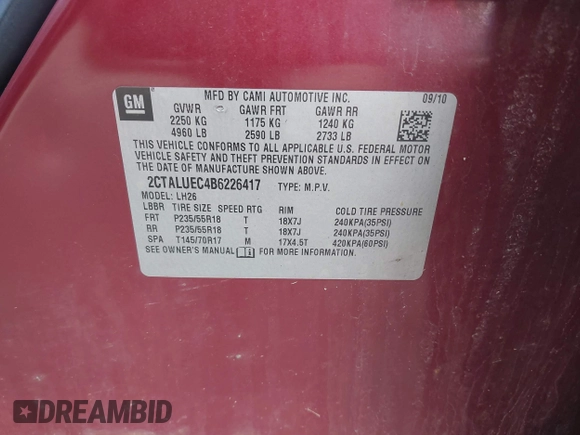 GM
MFD BY CAMI AUTOMOTIVE INC. 09/10
GVWR GAWR FRT GAWR RR
2250 KG 1175 KG 1240 KG
4960 LB 2590 LB 2733 LB
THIS VEHICLE CONFORMS TO ALL APPLICABLE U.S. FEDERAL MOTOR
VEHICLE SAFETY AND THEFT PREVENTION STANDARDS IN EFFECT ON
THE DATE OF MANUFACTURE SHOWN ABOVE.
2CTALUEC4B6226417 TYPE: M.P.V.
MODEL: LH26
LBBR TIRE SIZE SPEED RTG RIM COLD TIRE PRESSURE
FRT P235/55R18 T 18X7J 240KPA(35PSI)
RR P235/55R18 T 18X7J 240KPA(35PSI)
SPA T145/70R17 M 17X4.5T 420KPA(60PSI)
SEE OWNER'S MANUAL FOR MORE INFORMATION.
DREAMBID